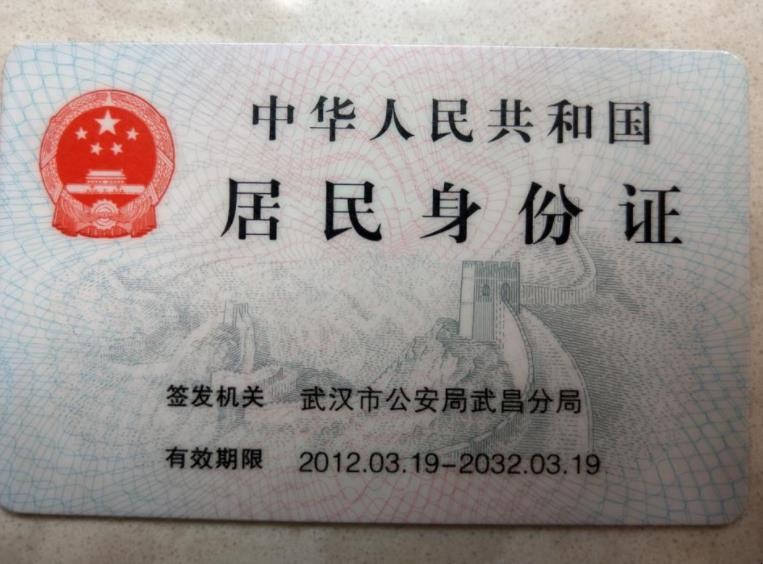 中华人民共和国
居民身份证
签发机关 武汉市公安局武昌分局
有效期限 2012.03.19-2032.03.19